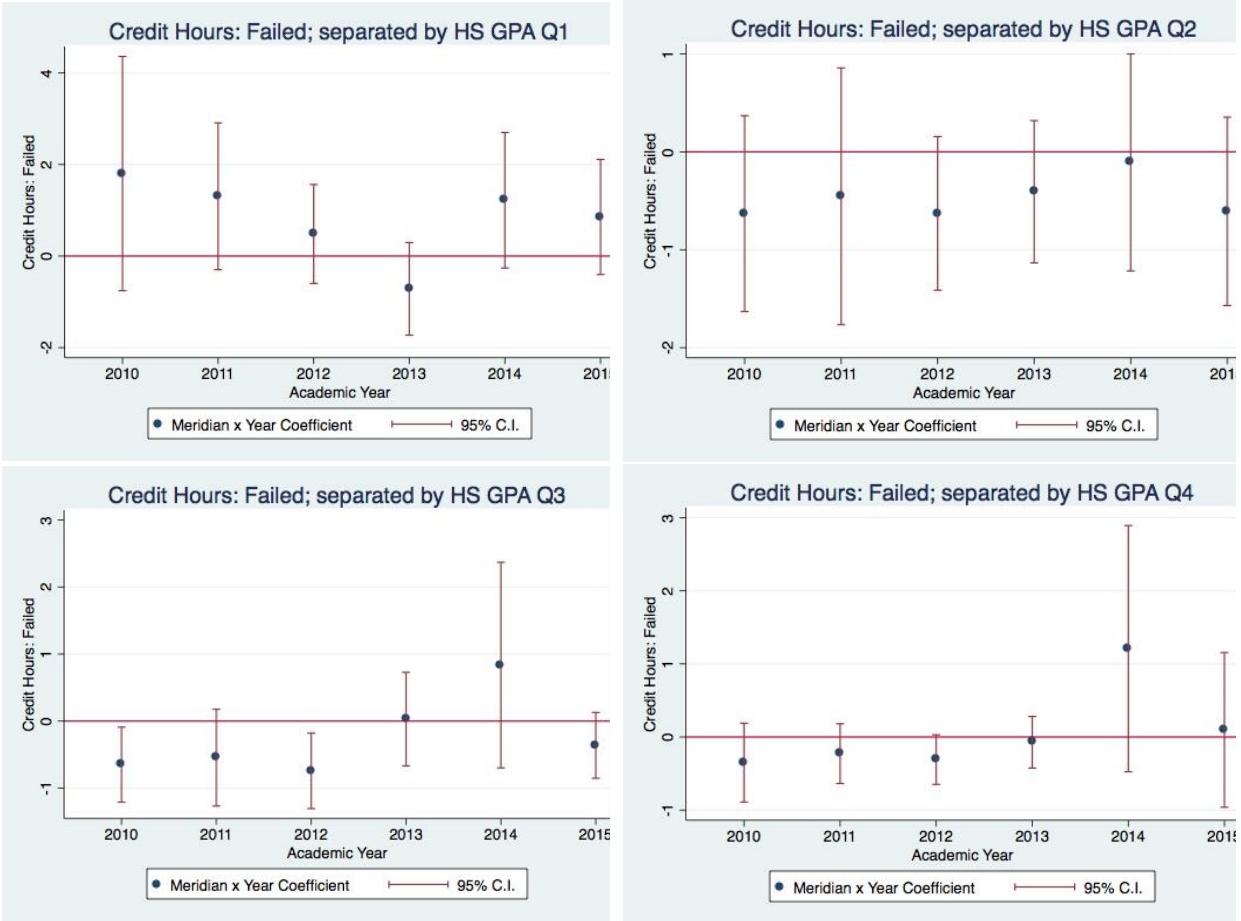 Credit Hours: Failed; separated by HS GPA Q1
Credit Hours: Failed
4
2
0
-2
2010 2011 2012 2013 2014 2015
Academic Year
Meridian x Year Coefficient 95% C.I.
Credit Hours: Failed; separated by HS GPA Q2
Credit Hours: Failed
1
0
-1
-2
2010 2011 2012 2013 2014 201
Academic Year
Meridian x Year Coefficient 95% C.I.
Credit Hours: Failed; separated by HS GPA Q3
Credit Hours: Failed
3
2
1
0
-1
2010 2011 2012 2013 2014 2015
Academic Year
Meridian x Year Coefficient 95% C.I.
Credit Hours: Failed; separated by HS GPA Q4
Credit Hours: Failed
3
2
1
0
-1
2010 2011 2012 2013 2014 2015
Academic Year
Meridian x Year Coefficient 95% C.I.